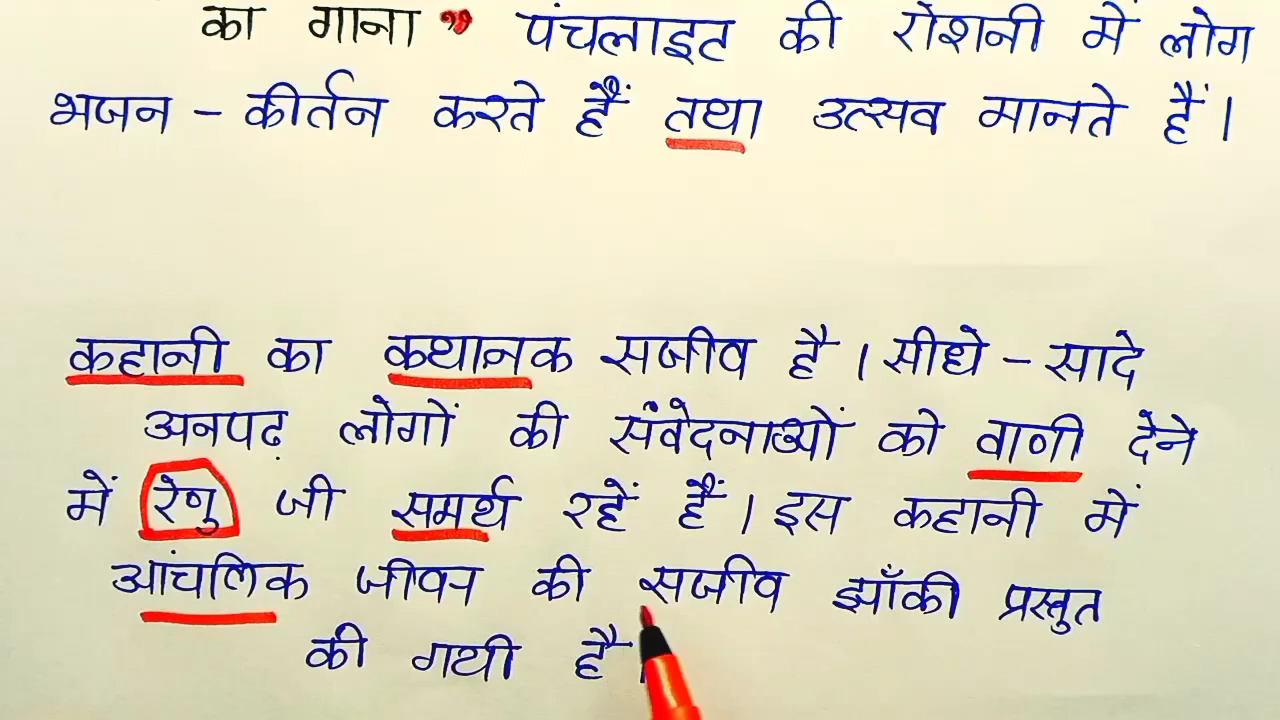 का गाना" पंचलाइट की रोशनी में लोग
भजन - कीर्तन करते हैं तथा उत्सव मानते हैं।
कहानी का कथानक सजीव है। सीधे - सादे
अनपढ़ लोगों की संवेदनाओं को वाणी देने
में रेणु जी समर्थ रहें हैं। इस कहानी में
आंचलिक जीवन की सजीव झाँकी प्रस्तुत
की गयी है।